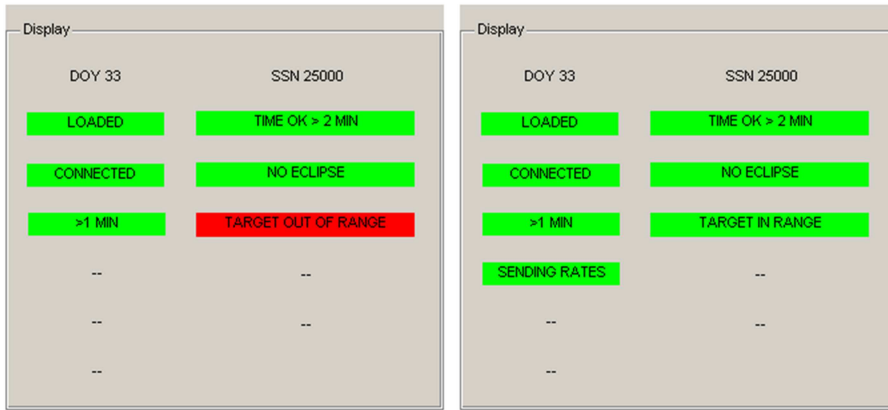 Display
DOY 33 SSN 25000
LOADED TIME OK > 2 MIN
CONNECTED NO ECLIPSE
>1 MIN TARGET OUT OF RANGE
-- --
-- --
--
Display
DOY 33 SSN 25000
LOADED TIME OK > 2 MIN
CONNECTED NO ECLIPSE
>1 MIN TARGET IN RANGE
SENDING RATES --
-- --
--